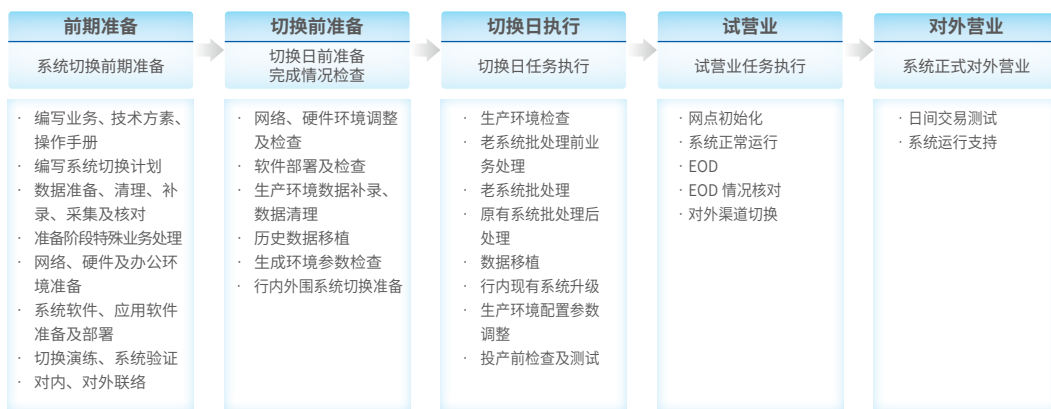 前期准备
系统切换前期准备
· 编写业务、技术方素、
操作手册
· 编写系统切换计划
· 数据准备、清理、补
录、采集及核对
· 准备阶段特殊业务处理
· 网络、硬件及办公环
境准备
· 系统软件、应用软件
准备及部署
· 切换演练、系统验证
· 对内、对外联络
切换前准备
切换日前准备
完成情况检查
· 网络、硬件环境调整
及检查
· 软件部署及检查
· 生产环境数据补录、
数据清理
· 历史数据移植
· 生成环境参数检查
· 行内外围系统切换准备
切换日执行
切换日任务执行
· 生产环境检查
· 老系统批处理前业
务处理
· 老系统批处理
· 原有系统批处理后
处理
· 数据移植
· 行内现有系统升级
· 生产环境配置参数
调整
· 投产前检查及测试
试营业
试营业任务执行
· 网点初始化
· 系统正常运行
· EOD
· EOD 情况核对
· 对外渠道切换
对外营业
系统正式对外营业
· 日间交易测试
· 系统运行支持